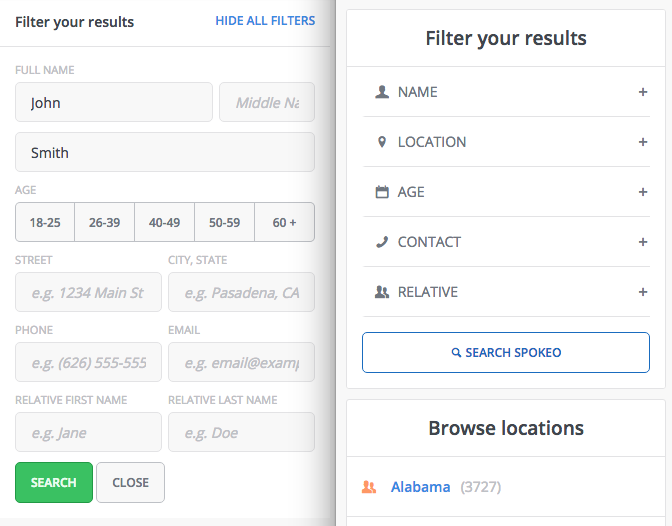 Filter your results HIDE ALL FILTERS
FULL NAME
John Middle Na
Smith
AGE
18-25 26-39 40-49 50-59 60 +
STREET CITY, STATE
e.g. 1234 Main St e.g. Pasadena, CA
PHONE EMAIL
e.g. (626) 555-555 e.g. email@examp
RELATIVE FIRST NAME RELATIVE LAST NAME
e.g. Jane e.g. Doe
SEARCH CLOSE
Filter your results
NAME +
LOCATION +
AGE +
CONTACT +
RELATIVE +
SEARCH SPOKEO
Browse locations
Alabama (3727)